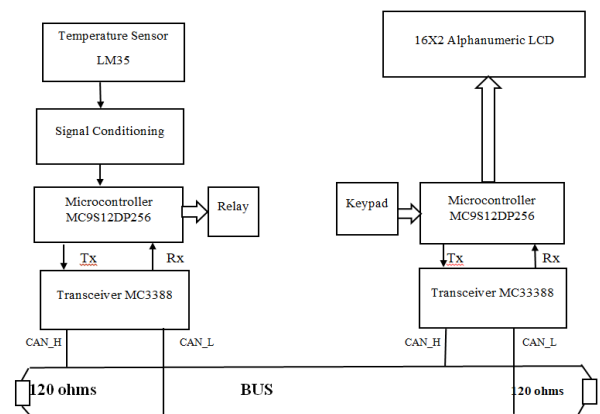 Temperature Sensor
LM35
16X2 Alphanumeric LCD
Signal Conditioning
Microcontroller
MC9S12DP256
Relay
Keypad
Microcontroller
MC9S12DP256
Tx
Rx
Tx
Rx
Transceiver MC3388
Transceiver MC33388
CAN_H
CAN_L
CAN_H
CAN_L
120 ohms
BUS
120 ohms